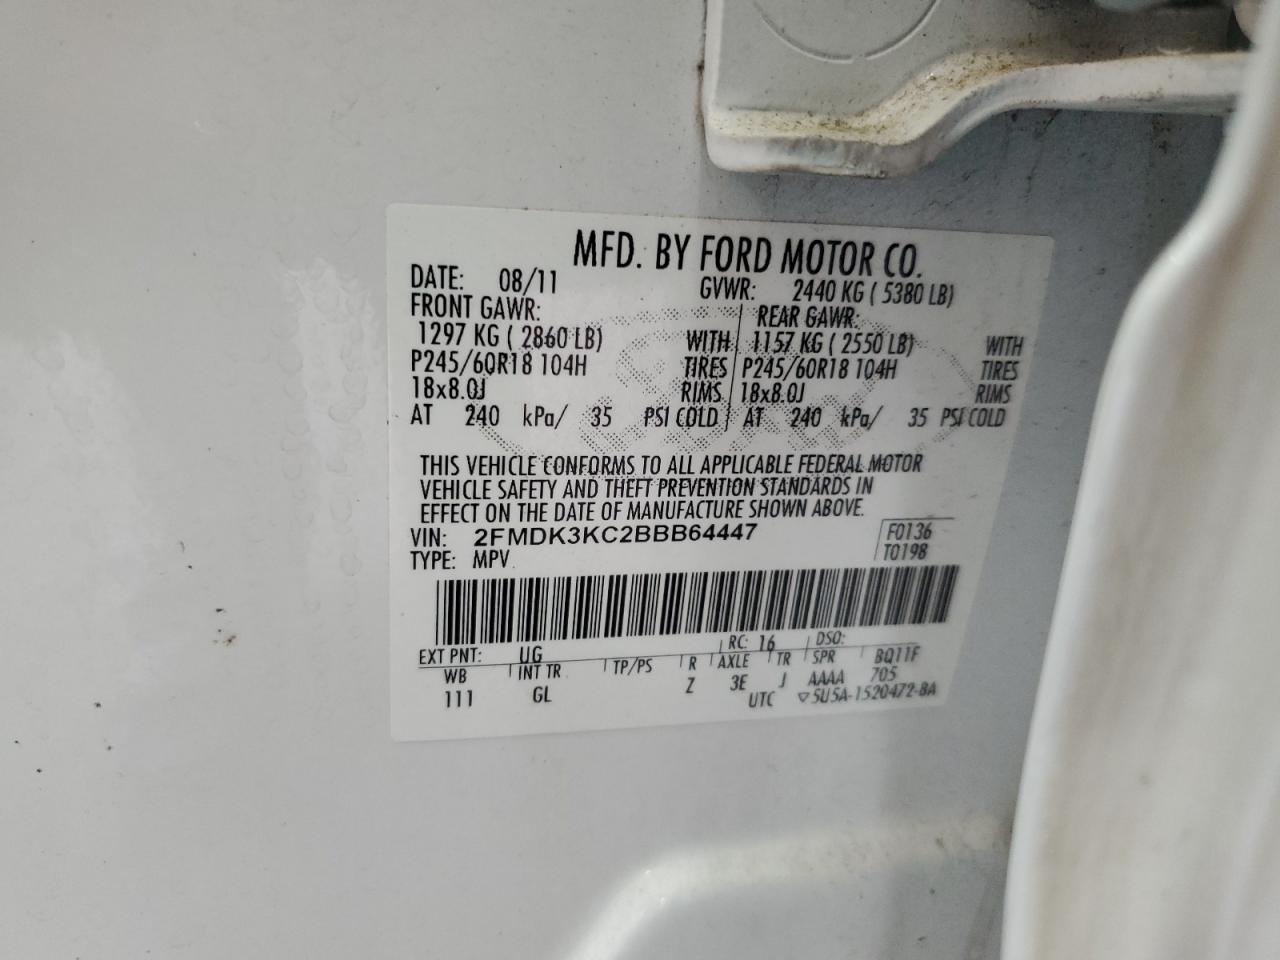 MFD. BY FORD MOTOR CO.
DATE: 08/11 GVWR: 2440 KG ( 5380 LB)
FRONT GAWR: REAR GAWR:
1297 KG ( 2860 LB) WITH 1157 KG ( 2550 LB) WITH
P245/60R18 104H TIRES P245/60R18 104H TIRES
18x8.0J RIMS 18x8.0J RIMS
AT 240 kPa/ 35 PSI COLD AT 240 kPa/ 35 PSI COLD
THIS VEHICLE CONFORMS TO ALL APPLICABLE FEDERAL MOTOR
VEHICLE SAFETY AND THEFT PREVENTION STANDARDS IN
EFFECT ON THE DATE OF MANUFACTURE SHOWN ABOVE.
VIN: 2FMDK3KC2BBB64447 F0136
TYPE: MPV T0198
EXT PNT: UG RC: 16 DSO:
WB INT TR TP/PS R AXLE TR SPR BQ11F
111 GL Z 3E J AAAA 705
UTC ▽5U5A-1520472-BA